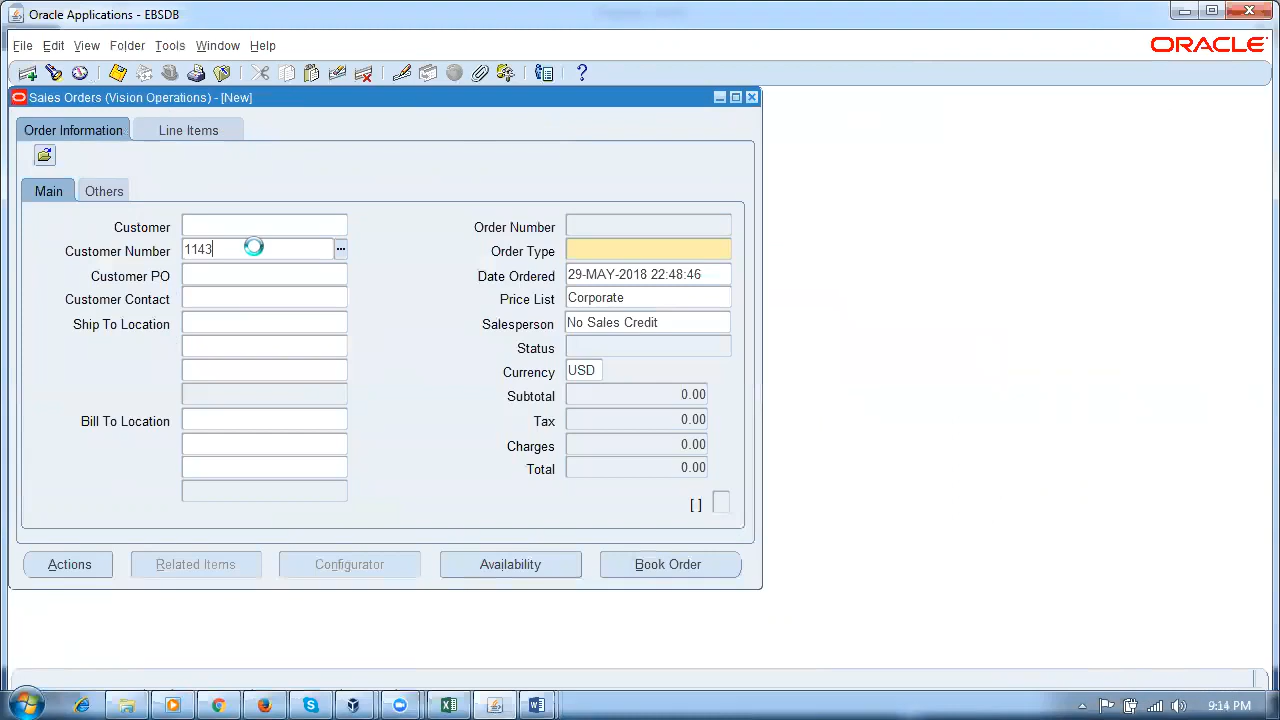 Oracle Applications - EBSDB
File Edit View Folder Tools Window Help
ORACLE
Sales Orders (Vision Operations) - [New]
Order Information Line Items
Main Others
Customer Order Number
Customer Number 1143 ... Order Type
Customer PO Date Ordered 29-MAY-2018 22:48:46
Customer Contact Price List Corporate
Ship To Location Salesperson No Sales Credit
Status
Currency USD
Subtotal 0.00
Bill To Location Tax 0.00
Charges 0.00
Total 0.00
[ ]
Actions Related Items Configurator Availability Book Order
9:14 PM